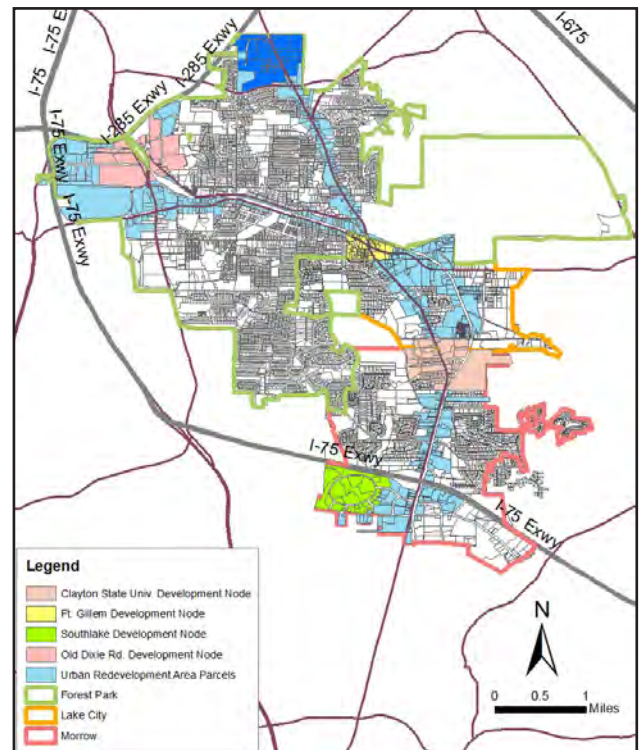 I-75 E
I-75
I-285 Exwy
I-675
I-285 Exwy
I-75 Exwy
I-75 Exwy
I-75 Exwy
I-75 Exwy
Legend
Clayton State Univ. Development Node
Ft. Gillem Development Node
Southlake Development Node
Old Dixie Rd. Development Node
Urban Redevelopment Area Parcels
Forest Park
Lake City
Morrow
N
0 0.5 1
Miles